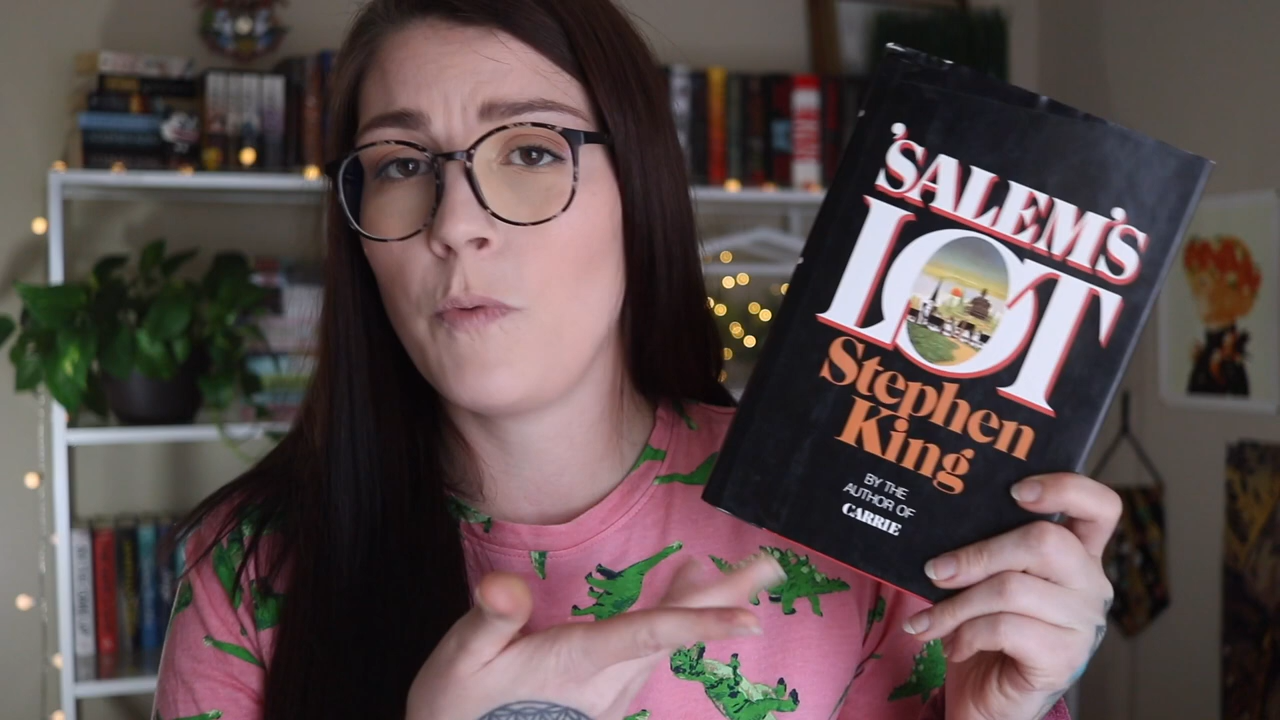 'SALEM'S
LOT
Stephen
King
BY THE
AUTHOR OF
CARRIE